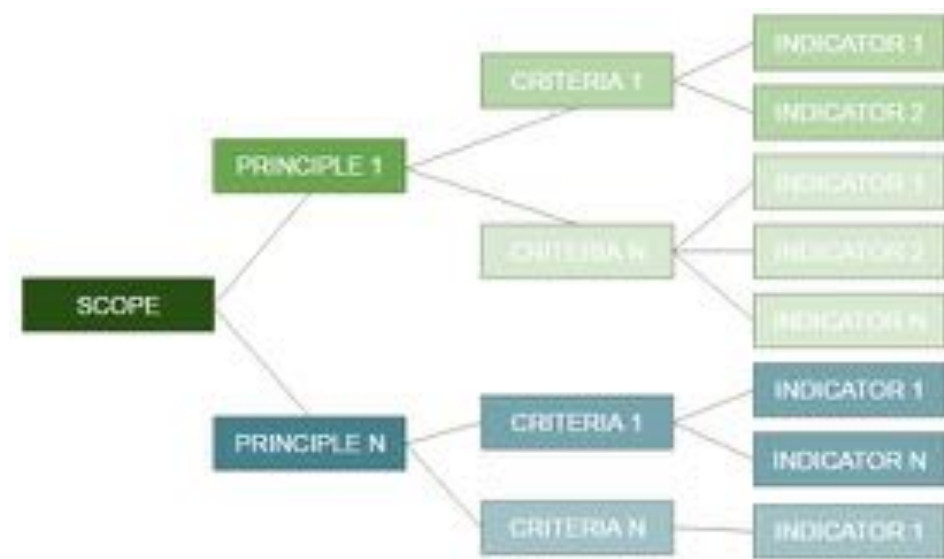 INDICATOR 1
CRITERIA 1
INDICATOR 2
PRINCIPLE 1
INDICATOR 1
CRITERIA N
INDICATOR 2
SCOPE
INDICATOR N
INDICATOR 1
CRITERIA 1
PRINCIPLE N
INDICATOR N
CRITERIA N
INDICATOR 1